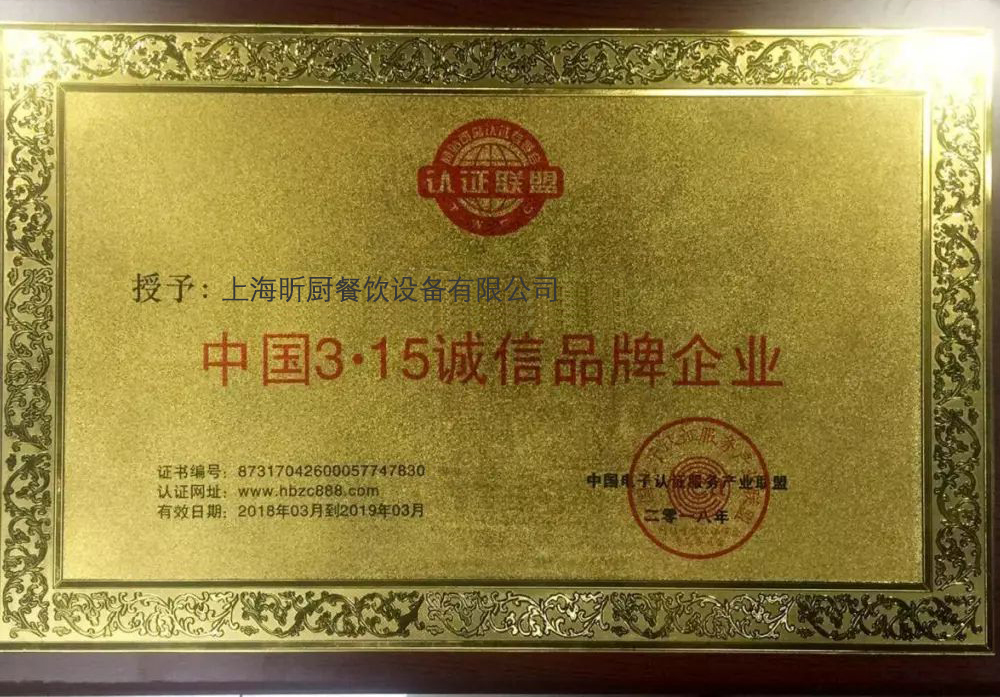 认证联盟
授予：上海昕厨餐饮设备有限公司
中国3·15诚信品牌企业
证书编号：87317042600057747830
认证网址：www.hbzc888.com
有效日期：2018年03月到2019年03月
中国电子认证服务产业联盟
二零一八年